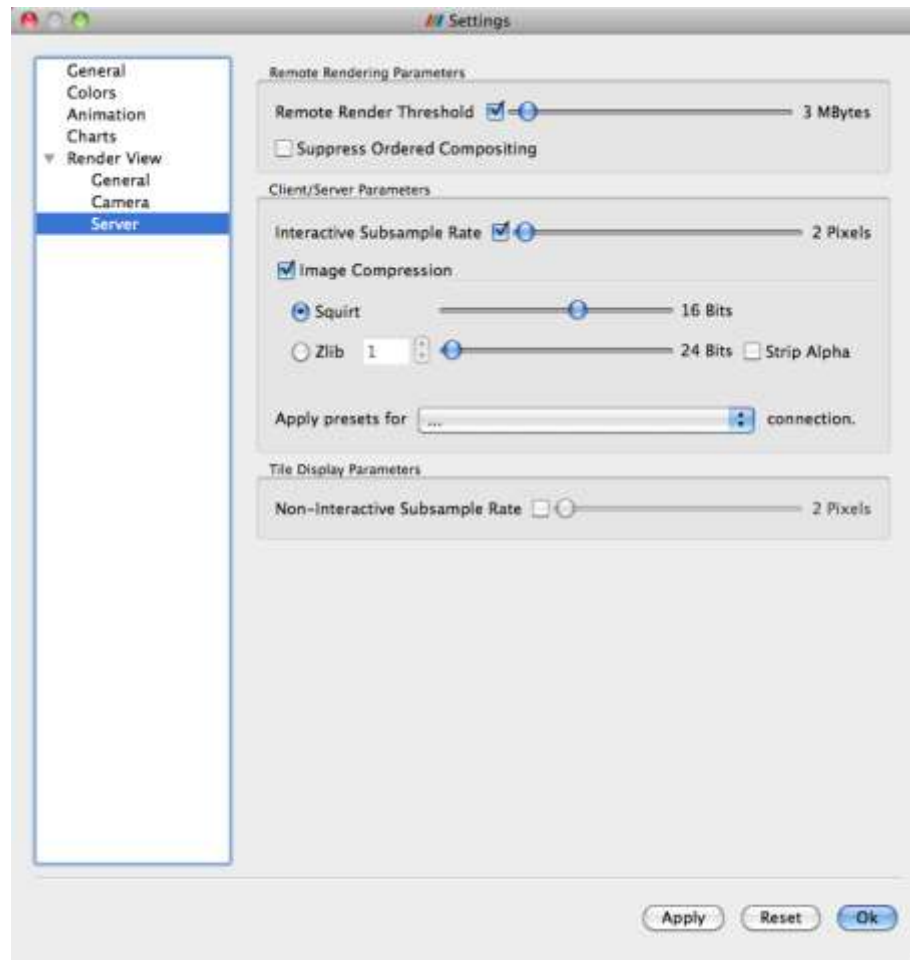 Settings
General
Colors
Animation
Charts
Render View
General
Camera
Server
Remote Rendering Parameters
Remote Render Threshold 3 MBytes
Suppress Ordered Compositing
Client/Server Parameters
Interactive Subsample Rate 2 Pixels
Image Compression
Squirt 16 Bits
Zlib 1 24 Bits Strip Alpha
Apply presets for ... connection.
Tile Display Parameters
Non-Interactive Subsample Rate 2 Pixels
Apply Reset Ok